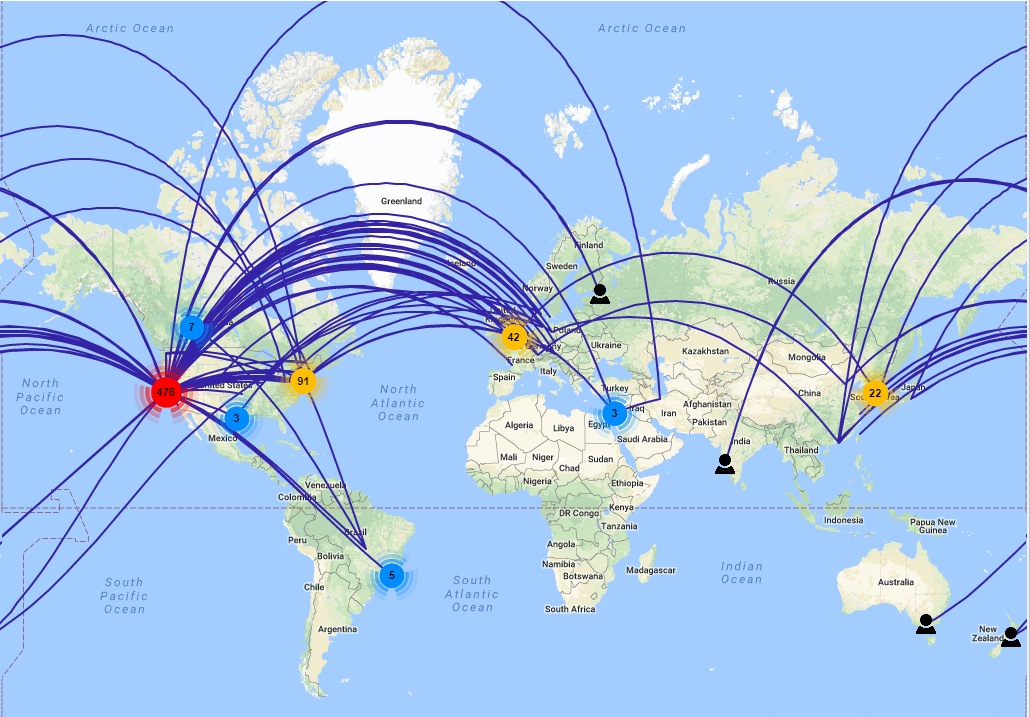 Arctic Ocean
Arctic Ocean
Greenland
Iceland
Finland
Sweden
Norway
Russia
7
476
United States
91
3
Mexico
North
Pacific
Ocean
North
Atlantic
Ocean
42
Poland
Germany
Ukraine
France
Spain
Italy
Turkey
Kazakhstan
Mongolia
China
22
South Korea
Japan
3
Iraq
Iran
Afghanistan
Pakistan
Egypt
Saudi Arabia
India
Thailand
Algeria
Libya
Mali
Niger
Chad
Sudan
Nigeria
Ethiopia
DR Congo
Kenya
Tanzania
Angola
Namibia
Botswana
Madagascar
South Africa
Venezuela
Colombia
Peru
Brazil
Bolivia
Chile
5
Argentina
South
Pacific
Ocean
South
Atlantic
Ocean
Indian
Ocean
Indonesia
Papua New
Guinea
Australia
New
Zealand